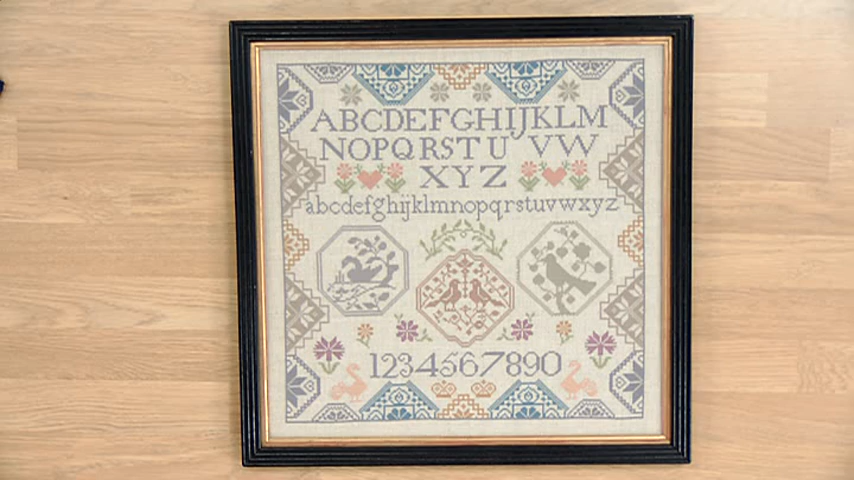 ABCDEFGHIJKLM
NOPQRSTU VW
XYZ
abcdefghijklmnopqrstuvwxyz
1234567890